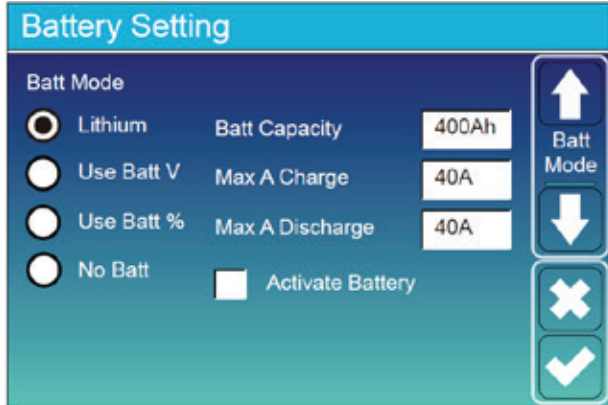 Battery Setting
Batt Mode
Lithium
Batt Capacity
400Ah
Use Batt V
Max A Charge
40A
Use Batt %
Max A Discharge
40A
No Batt
Activate Battery
Batt
Mode